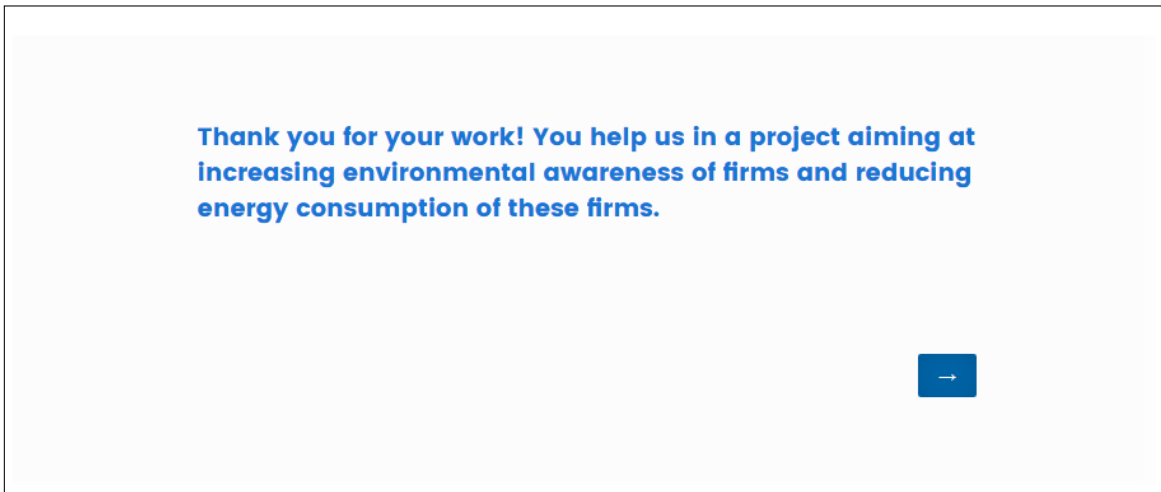 Thank you for your work! You help us in a project aiming at
increasing environmental awareness of firms and reducing
energy consumption of these firms.
→